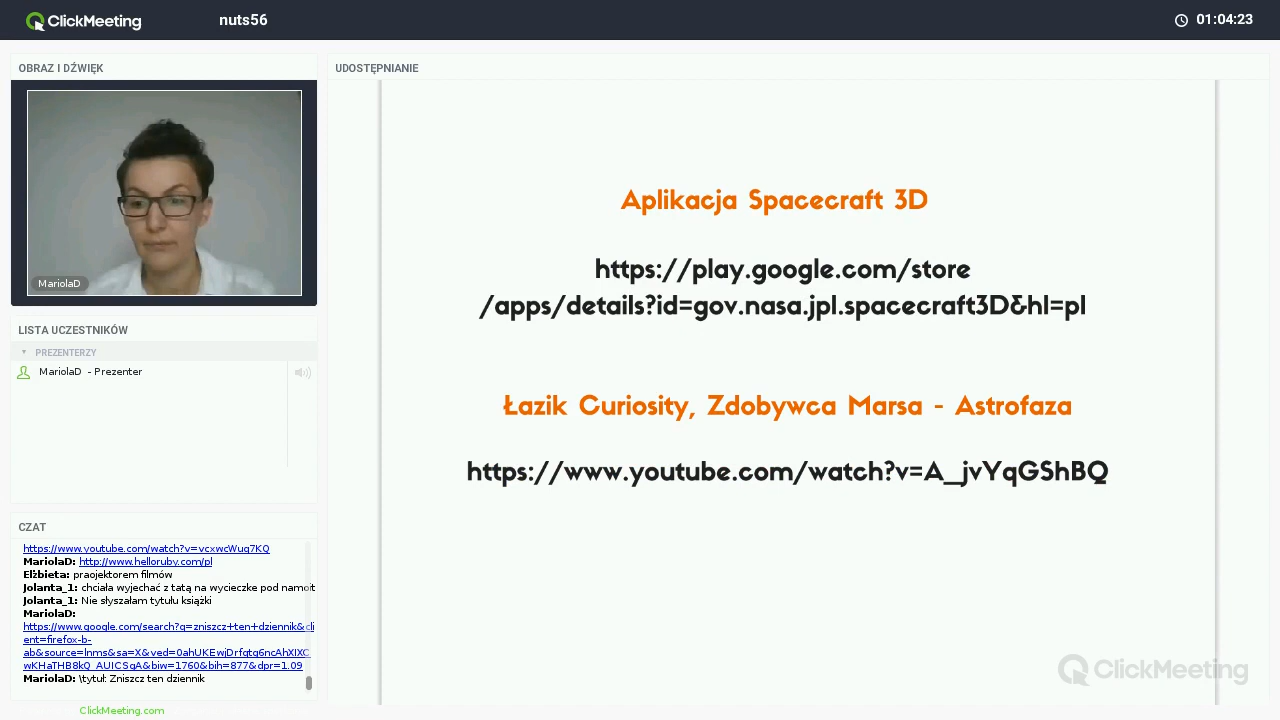 ClickMeeting
nuts56
01:04:23
OBRAZ I DŹWIĘK
MariolaD
LISTA UCZESTNIKÓW
PREZENTERZY
MariolaD - Prezenter
CZAT
https://www.youtube.com/watch?v=vcxwcWuq7KQ
MariolaD: http://www.helloruby.com/pl
Elżbieta: praojektorem filmów
Jolanta_1: chciała wyjechać z tatą na wycieczke pod namoit
Jolanta_1: Nie słyszałam tytułu książki
MariolaD:
https://www.google.com/search?q=zniszcz+ten+dziennik&cli
ent=firefox-b-
ab&source=lnms&sa=X&ved=0ahUKEwjDrfqtg6ncAhXIXC
wKHaTHB8kQ_AUICSgA&biw=1760&bih=877&dpr=1.09
MariolaD: \tytuł: Zniszcz ten dziennik
ClickMeeting.com
UDOSTĘPNIANIE
Aplikacja Spacecraft 3D
https://play.google.com/store
/apps/details?id=gov.nasa.jpl.spacecraft3D&hl=pl
Łazik Curiosity, Zdobywca Marsa - Astrofaza
https://www.youtube.com/watch?v=A_jvYqGShBQ
ClickMeeting